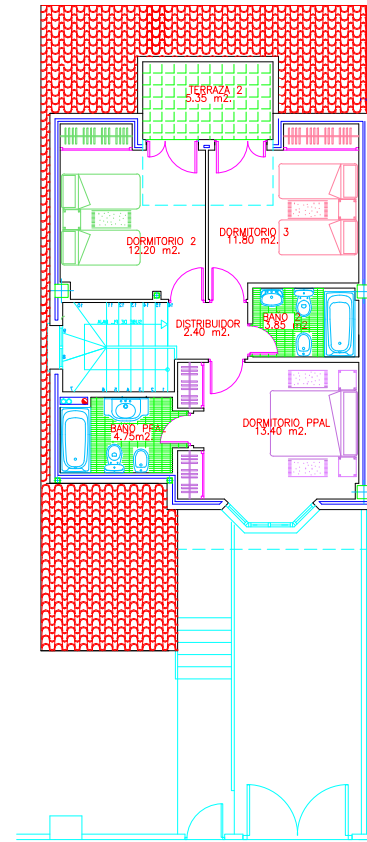 TERRAZA 2
5.35 m2.
DORMITORIO 2
12.20 m2.
DORMITORIO 3
11.80 m2.
DISTRIBUIDOR
2.40 m2.
BAÑO 2
3.85 m2
BAÑO PPAL
4.75m2.
DORMITORIO PPAL
13.40 m2.